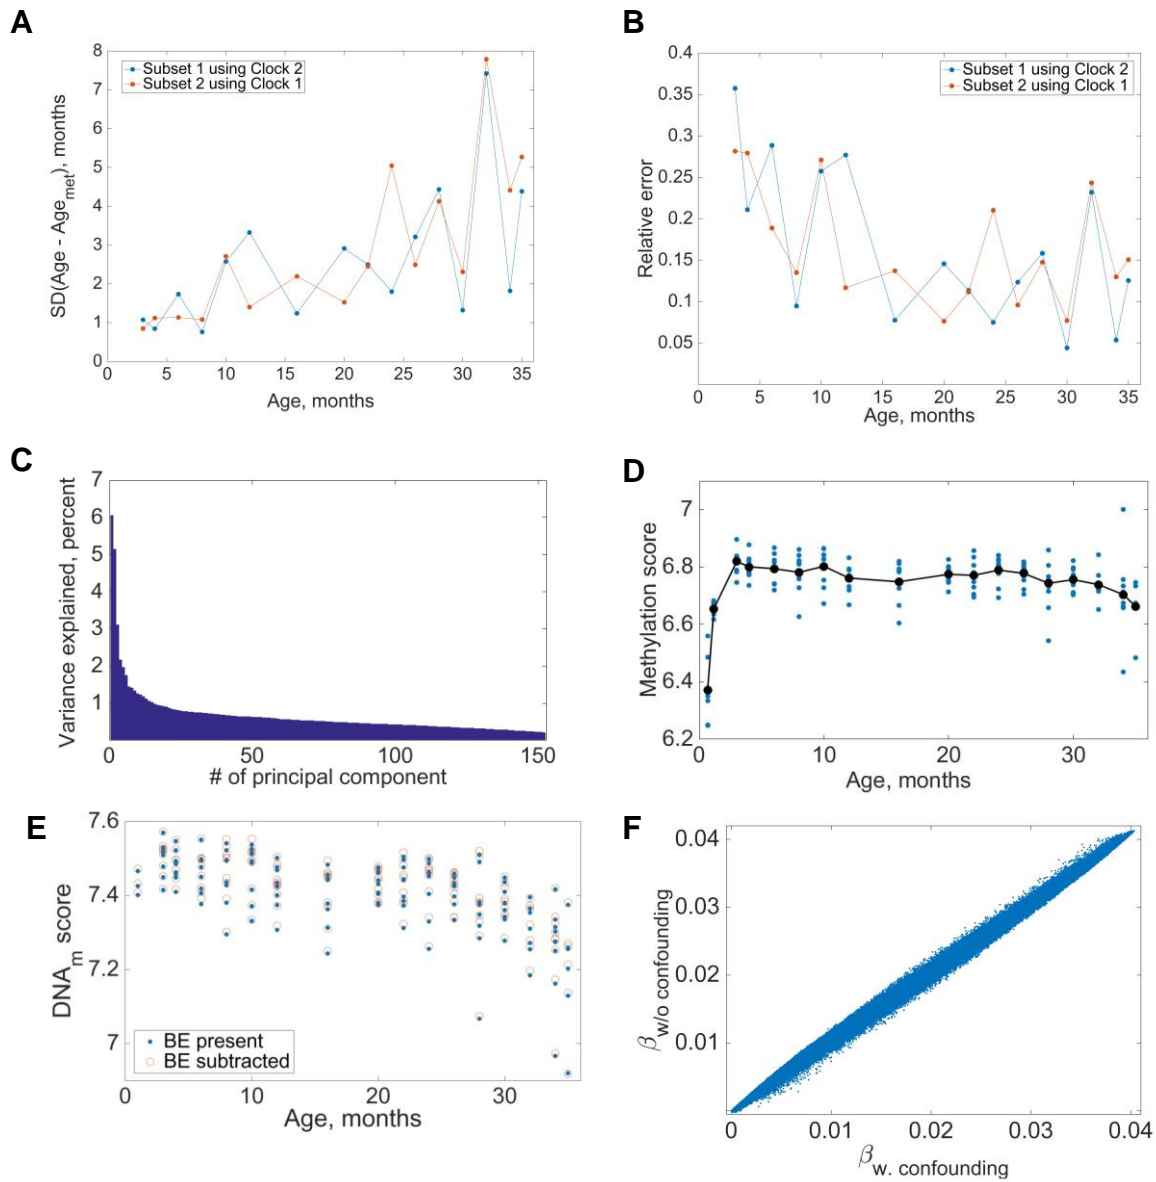 A
8
7
6
5
4
3
2
1
0
SD(Age - Age_met), months
Subset 1 using Clock 2
Subset 2 using Clock 1
0 5 10 15 20 25 30 35
Age, months
B
0.4
0.35
0.3
0.25
0.2
0.15
0.1
0.05
Relative error
Subset 1 using Clock 2
Subset 2 using Clock 1
0 5 10 15 20 25 30 35
Age, months
C
7
6
5
4
3
2
1
Variance explained, percent
0 50 100 150
# of principal component
D
7
6.8
6.6
6.4
6.2
Methylation score
0 10 20 30
Age, months
E
7.6
7.4
7.2
7
DNA_m score
BE present
BE subtracted
0 10 20 30
Age, months
F
0.04
0.03
0.02
0.01
β_w/o confounding
0 0.01 0.02 0.03 0.04
β_w. confounding